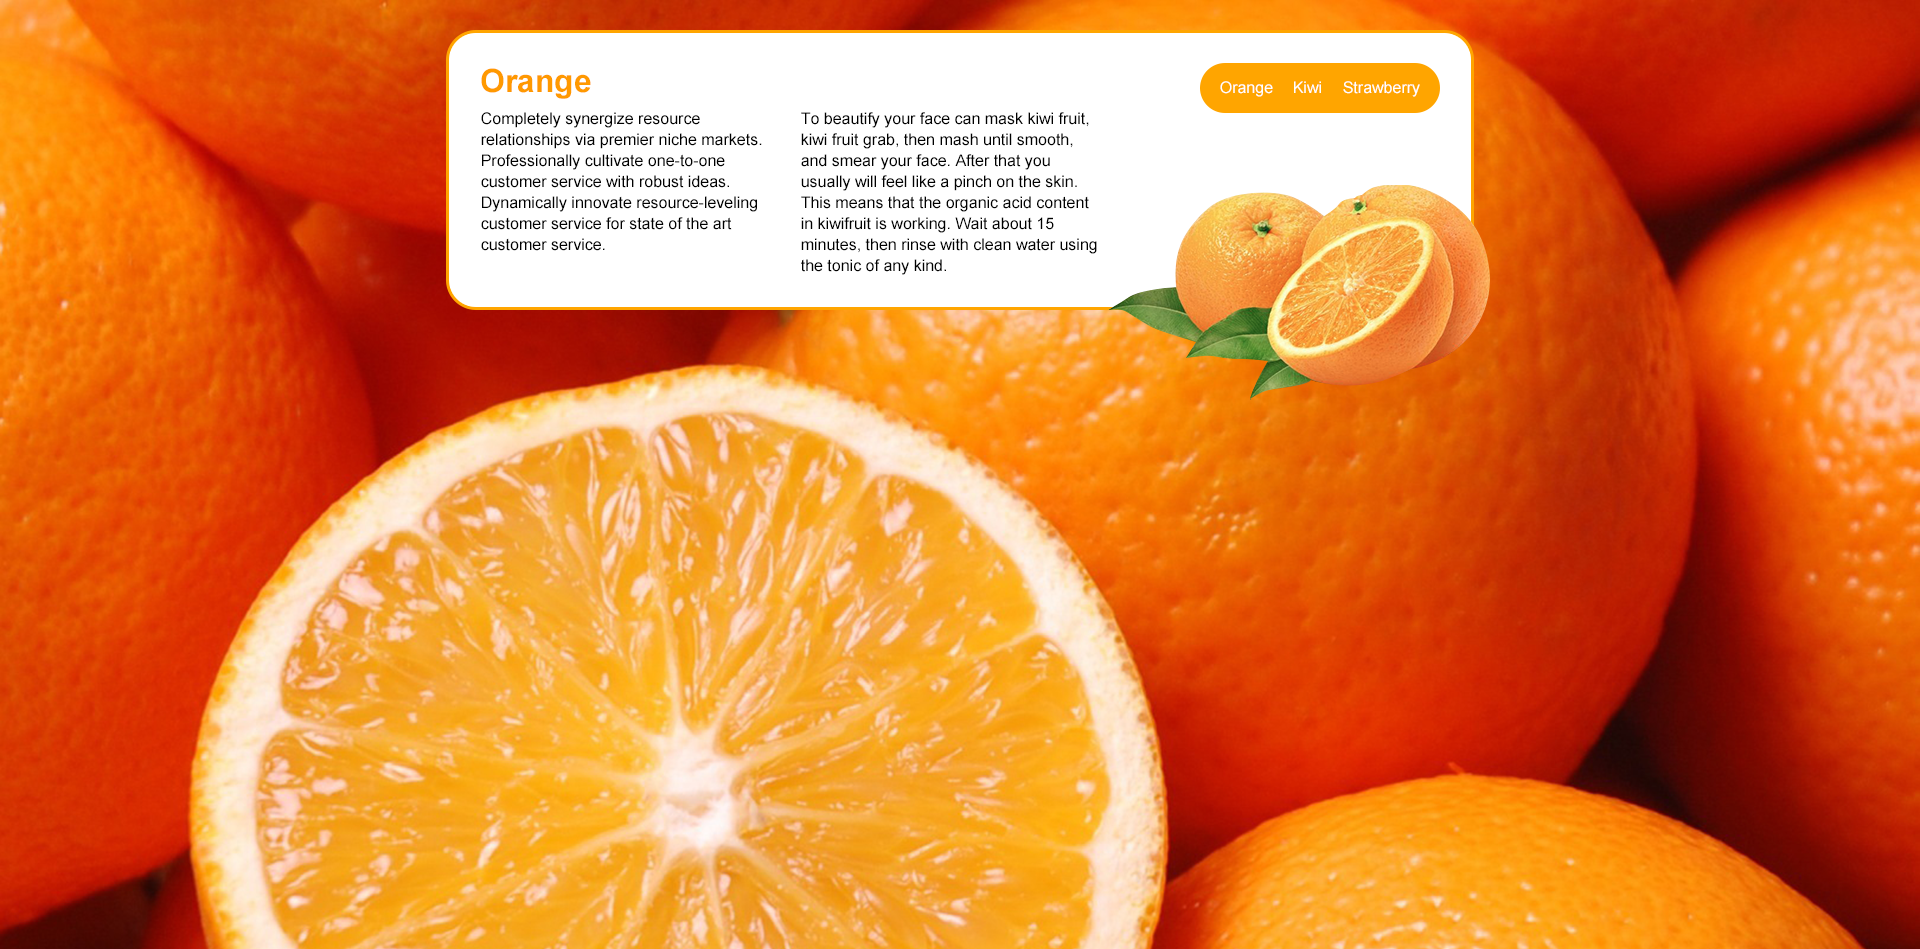 Orange
Orange Kiwi Strawberry
Completely synergize resource
relationships via premier niche markets.
Professionally cultivate one-to-one
customer service with robust ideas.
Dynamically innovate resource-leveling
customer service for state of the art
customer service.
To beautify your face can mask kiwi fruit,
kiwi fruit grab, then mash until smooth,
and smear your face. After that you
usually will feel like a pinch on the skin.
This means that the organic acid content
in kiwifruit is working. Wait about 15
minutes, then rinse with clean water using
the tonic of any kind.